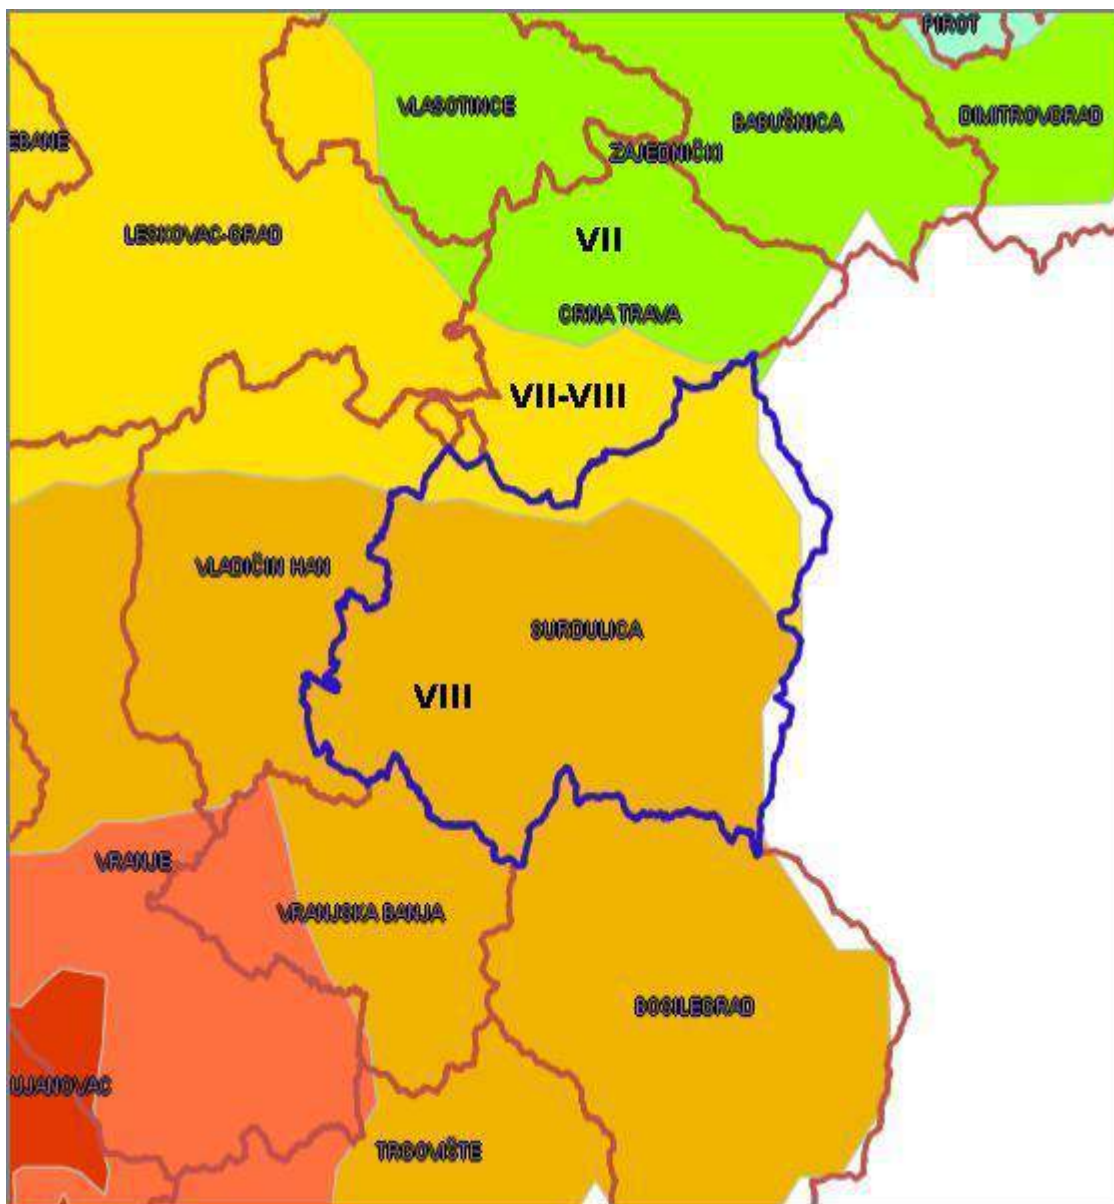 PIROT
VLASOTINCE
BABUŠNICA
DIMITROVGRAD
EBANE
ZAJEDNIČKI
LESKOVAC-GRAD
VII
CRNA TRAVA
VII-VIII
VLADIČIN HAN
SURDULICA
VIII
VRANJE
VRANJSKA BANJA
BOSILEGRAD
UJANOVAC
TRGOVIŠTE